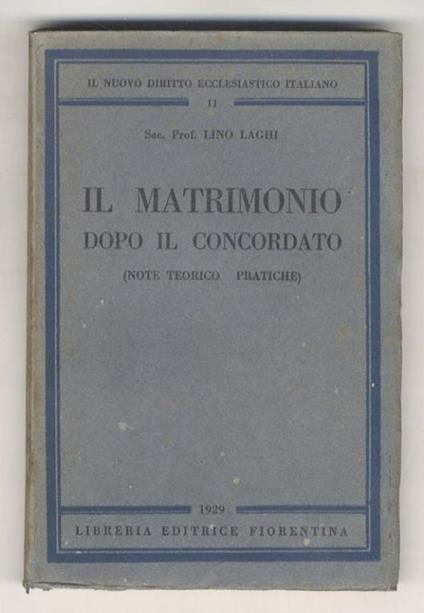 IL NUOVO DIRITTO ECCLESIASTICO ITALIANO
II
Sac. Prof. LINO LAGHI
IL MATRIMONIO
DOPO IL CONCORDATO
(NOTE TEORICO PRATICHE)
1929
LIBRERIA EDITRICE FIORENTINA